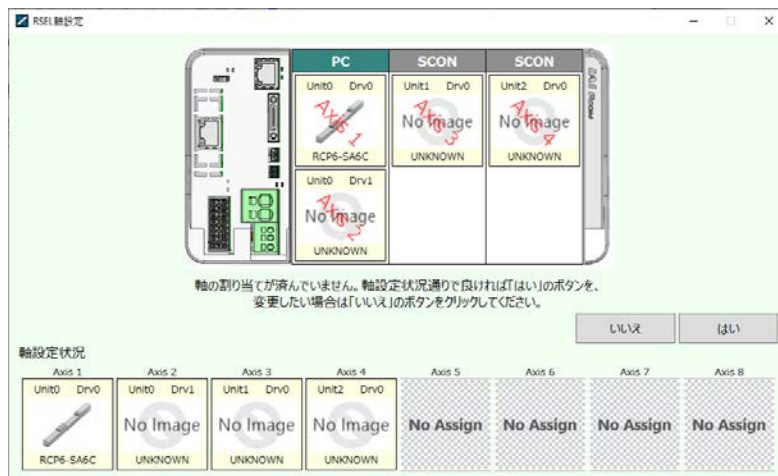 RSEL軸設定
PC SCON SCON
Unit0 Drv0 Unit1 Drv0 Unit2 Drv0
Axis 1 No Image Axis 3 No Image Axis 4
RCP6-SA6C UNKNOWN UNKNOWN
Unit0 Drv1
No Image Axis 2
UNKNOWN
軸の割り当てが済んでいません。軸設定状況通りで良ければ「はい」のボタンを、
変更したい場合は「いいえ」のボタンをクリックしてください。
いいえ はい
軸設定状況
Axis 1 Axis 2 Axis 3 Axis 4 Axis 5 Axis 6 Axis 7 Axis 8
Unit0 Drv0 Unit0 Drv1 Unit1 Drv0 Unit2 Drv0
No Image No Image No Image No Assign No Assign No Assign No Assign
RCP6-SA6C UNKNOWN UNKNOWN UNKNOWN